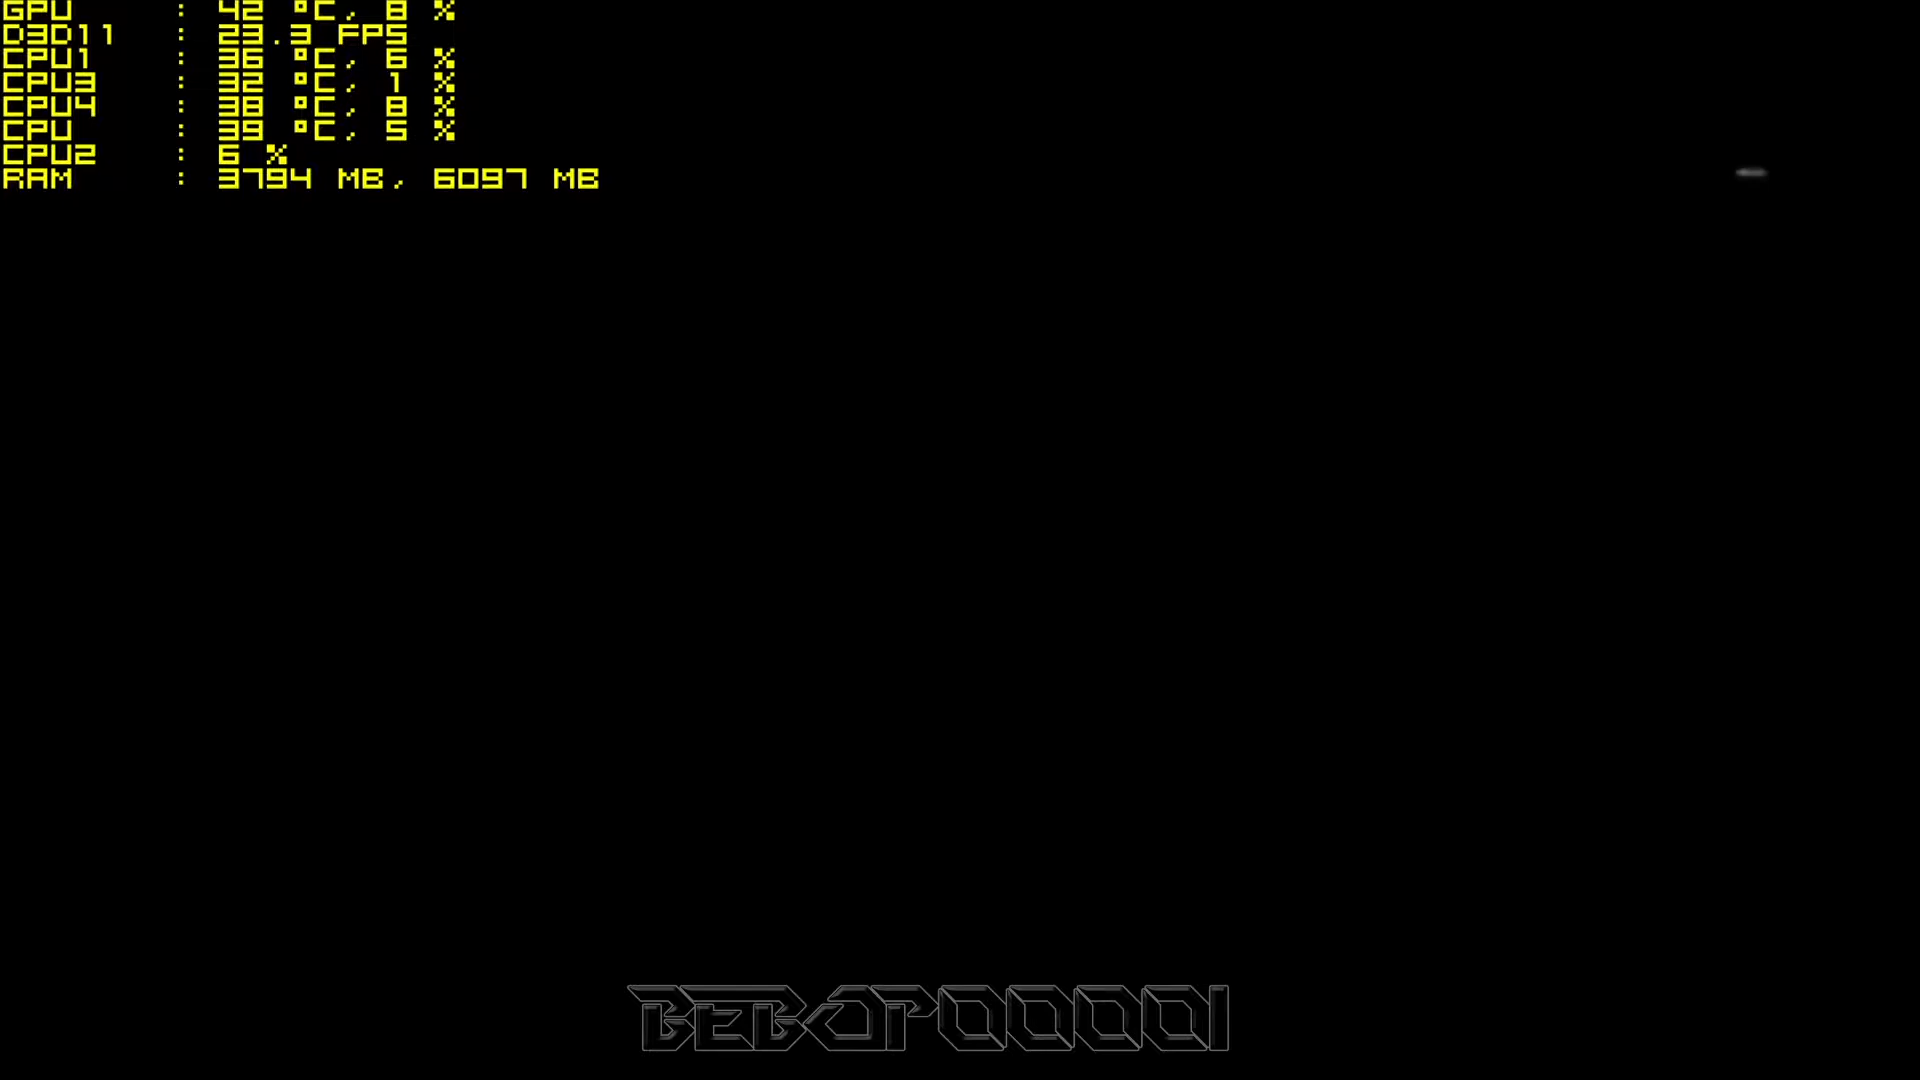 GPU : 42 °C, 8 %
D3D11 : 23.3 FPS
CPU1 : 36 °C, 6 %
CPU3 : 32 °C, 1 %
CPU4 : 38 °C, 8 %
CPU : 39 °C, 5 %
CPU2 : 6 %
RAM : 3794 MB, 6097 MB
BEBOP00001